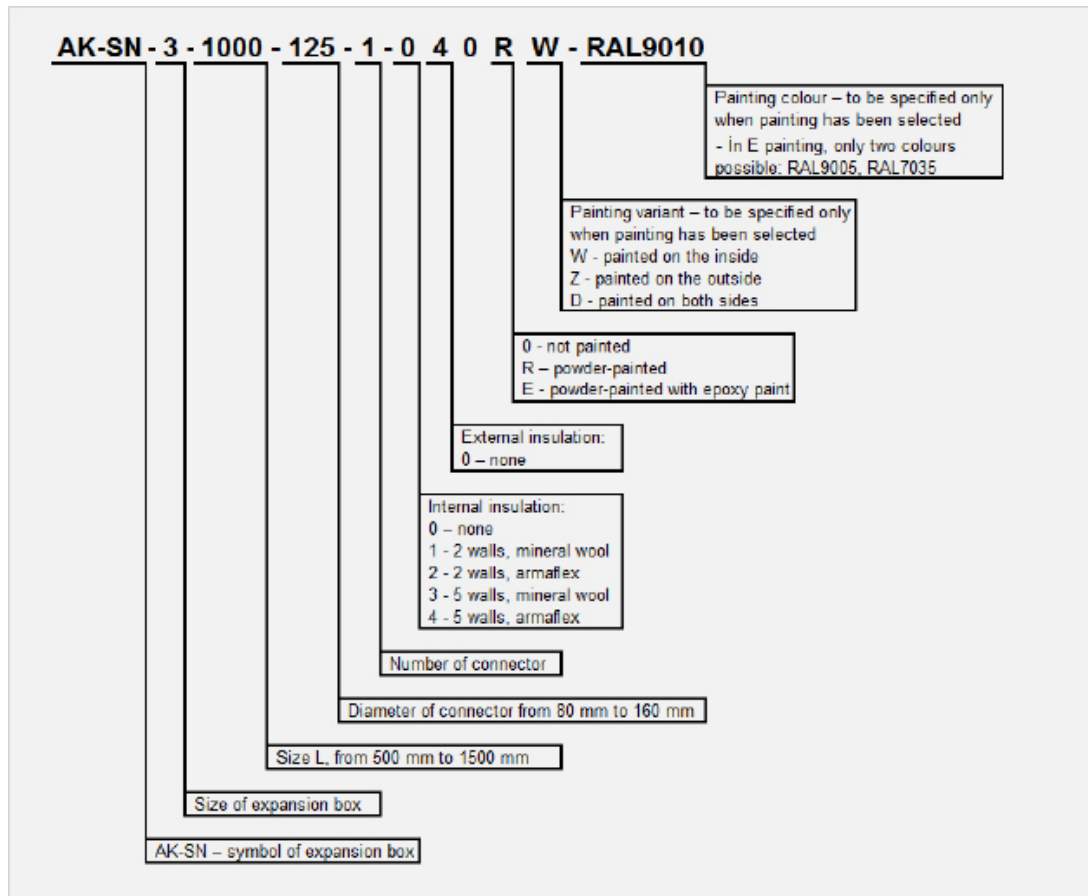 AK-SN - 3 - 1000 - 125 - 1 - 0 4 0 R W - RAL9010
Painting colour – to be specified only
when painting has been selected
- İn E painting, only two colours
possible: RAL9005, RAL7035
Painting variant – to be specified only
when painting has been selected
W - painted on the inside
Z - painted on the outside
D - painted on both sides
0 - not painted
R – powder-painted
E - powder-painted with epoxy paint
External insulation:
0 – none
Internal insulation:
0 – none
1 - 2 walls, mineral wool
2 - 2 walls, armaflex
3 - 5 walls, mineral wool
4 - 5 walls, armaflex
Number of connector
Diameter of connector from 80 mm to 160 mm
Size L, from 500 mm to 1500 mm
Size of expansion box
AK-SN – symbol of expansion box